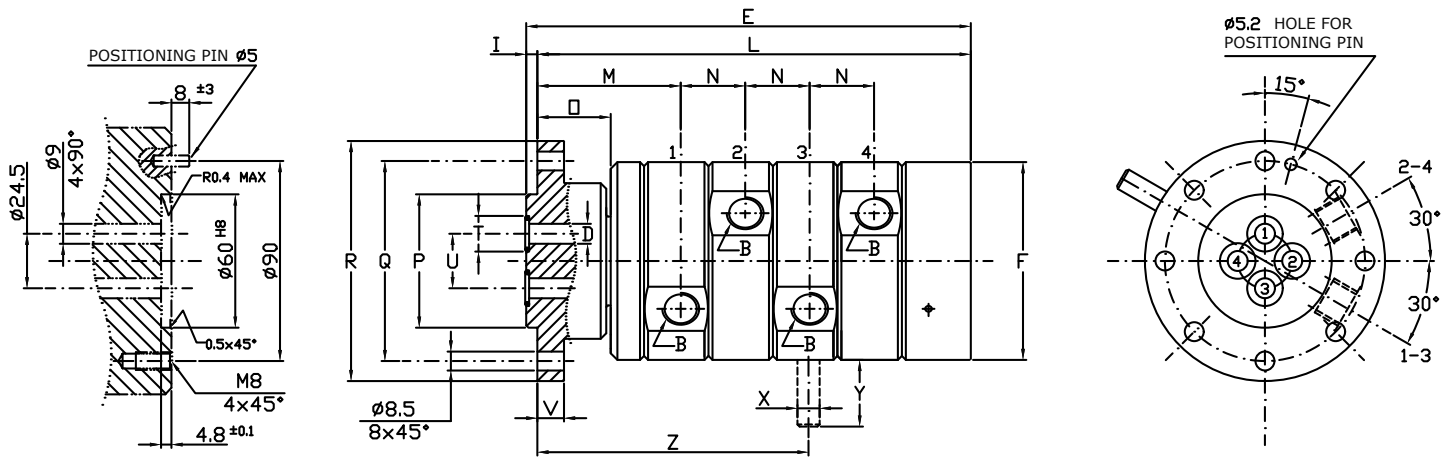 POSITIONING PIN ø5
8 ±3
ø9
4x90°
ø24.5
R0.4 MAX
ø60 H8
ø90
0.5x45°
M8
4x45°
4.8 ±0.1
E
I
L
M
N
N
N
O
1
2
3
4
R
Q
P
T
U
D
B
B
B
B
F
X
Y
V
Z
ø8.5
8x45°
ø5.2 HOLE FOR
POSITIONING PIN
15°
2-4
30°
30°
1-3
1
4
2
3